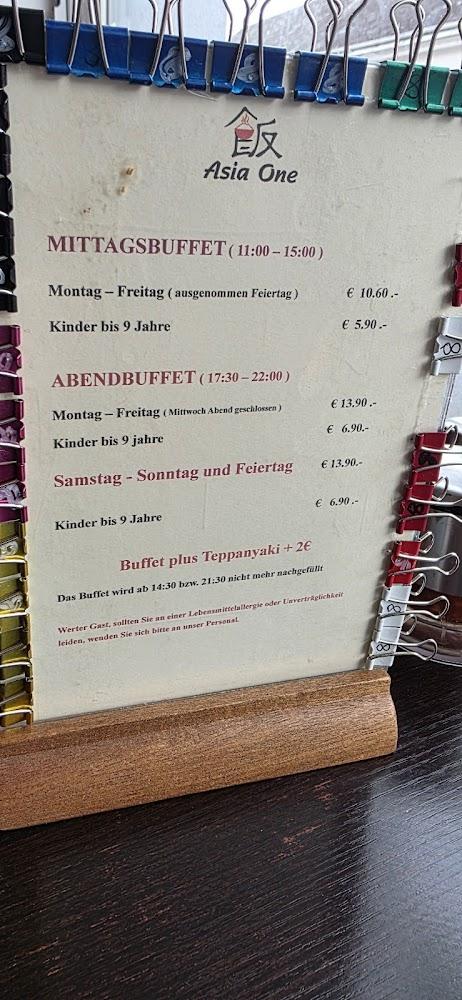 飯
Asia One
MITTAGSBUFFET ( 11:00 – 15:00 )
Montag – Freitag ( ausgenommen Feiertag ) € 10.60 .-
Kinder bis 9 Jahre € 5.90 .-
ABENDBUFFET ( 17:30 – 22:00 )
Montag – Freitag ( Mittwoch Abend geschlossen ) € 13.90 .-
Kinder bis 9 jahre € 6.90.-
Samstag - Sonntag und Feiertag € 13.90.-
Kinder bis 9 Jahre € 6.90 .-
Buffet plus Teppanyaki + 2€
Das Buffet wird ab 14:30 bzw. 21:30 nicht mehr nachgefüllt
Werter Gast, sollten Sie an einer Lebensmittelallergie oder Unverträglichkeit
leiden, wenden Sie sich bitte an unser Personal.